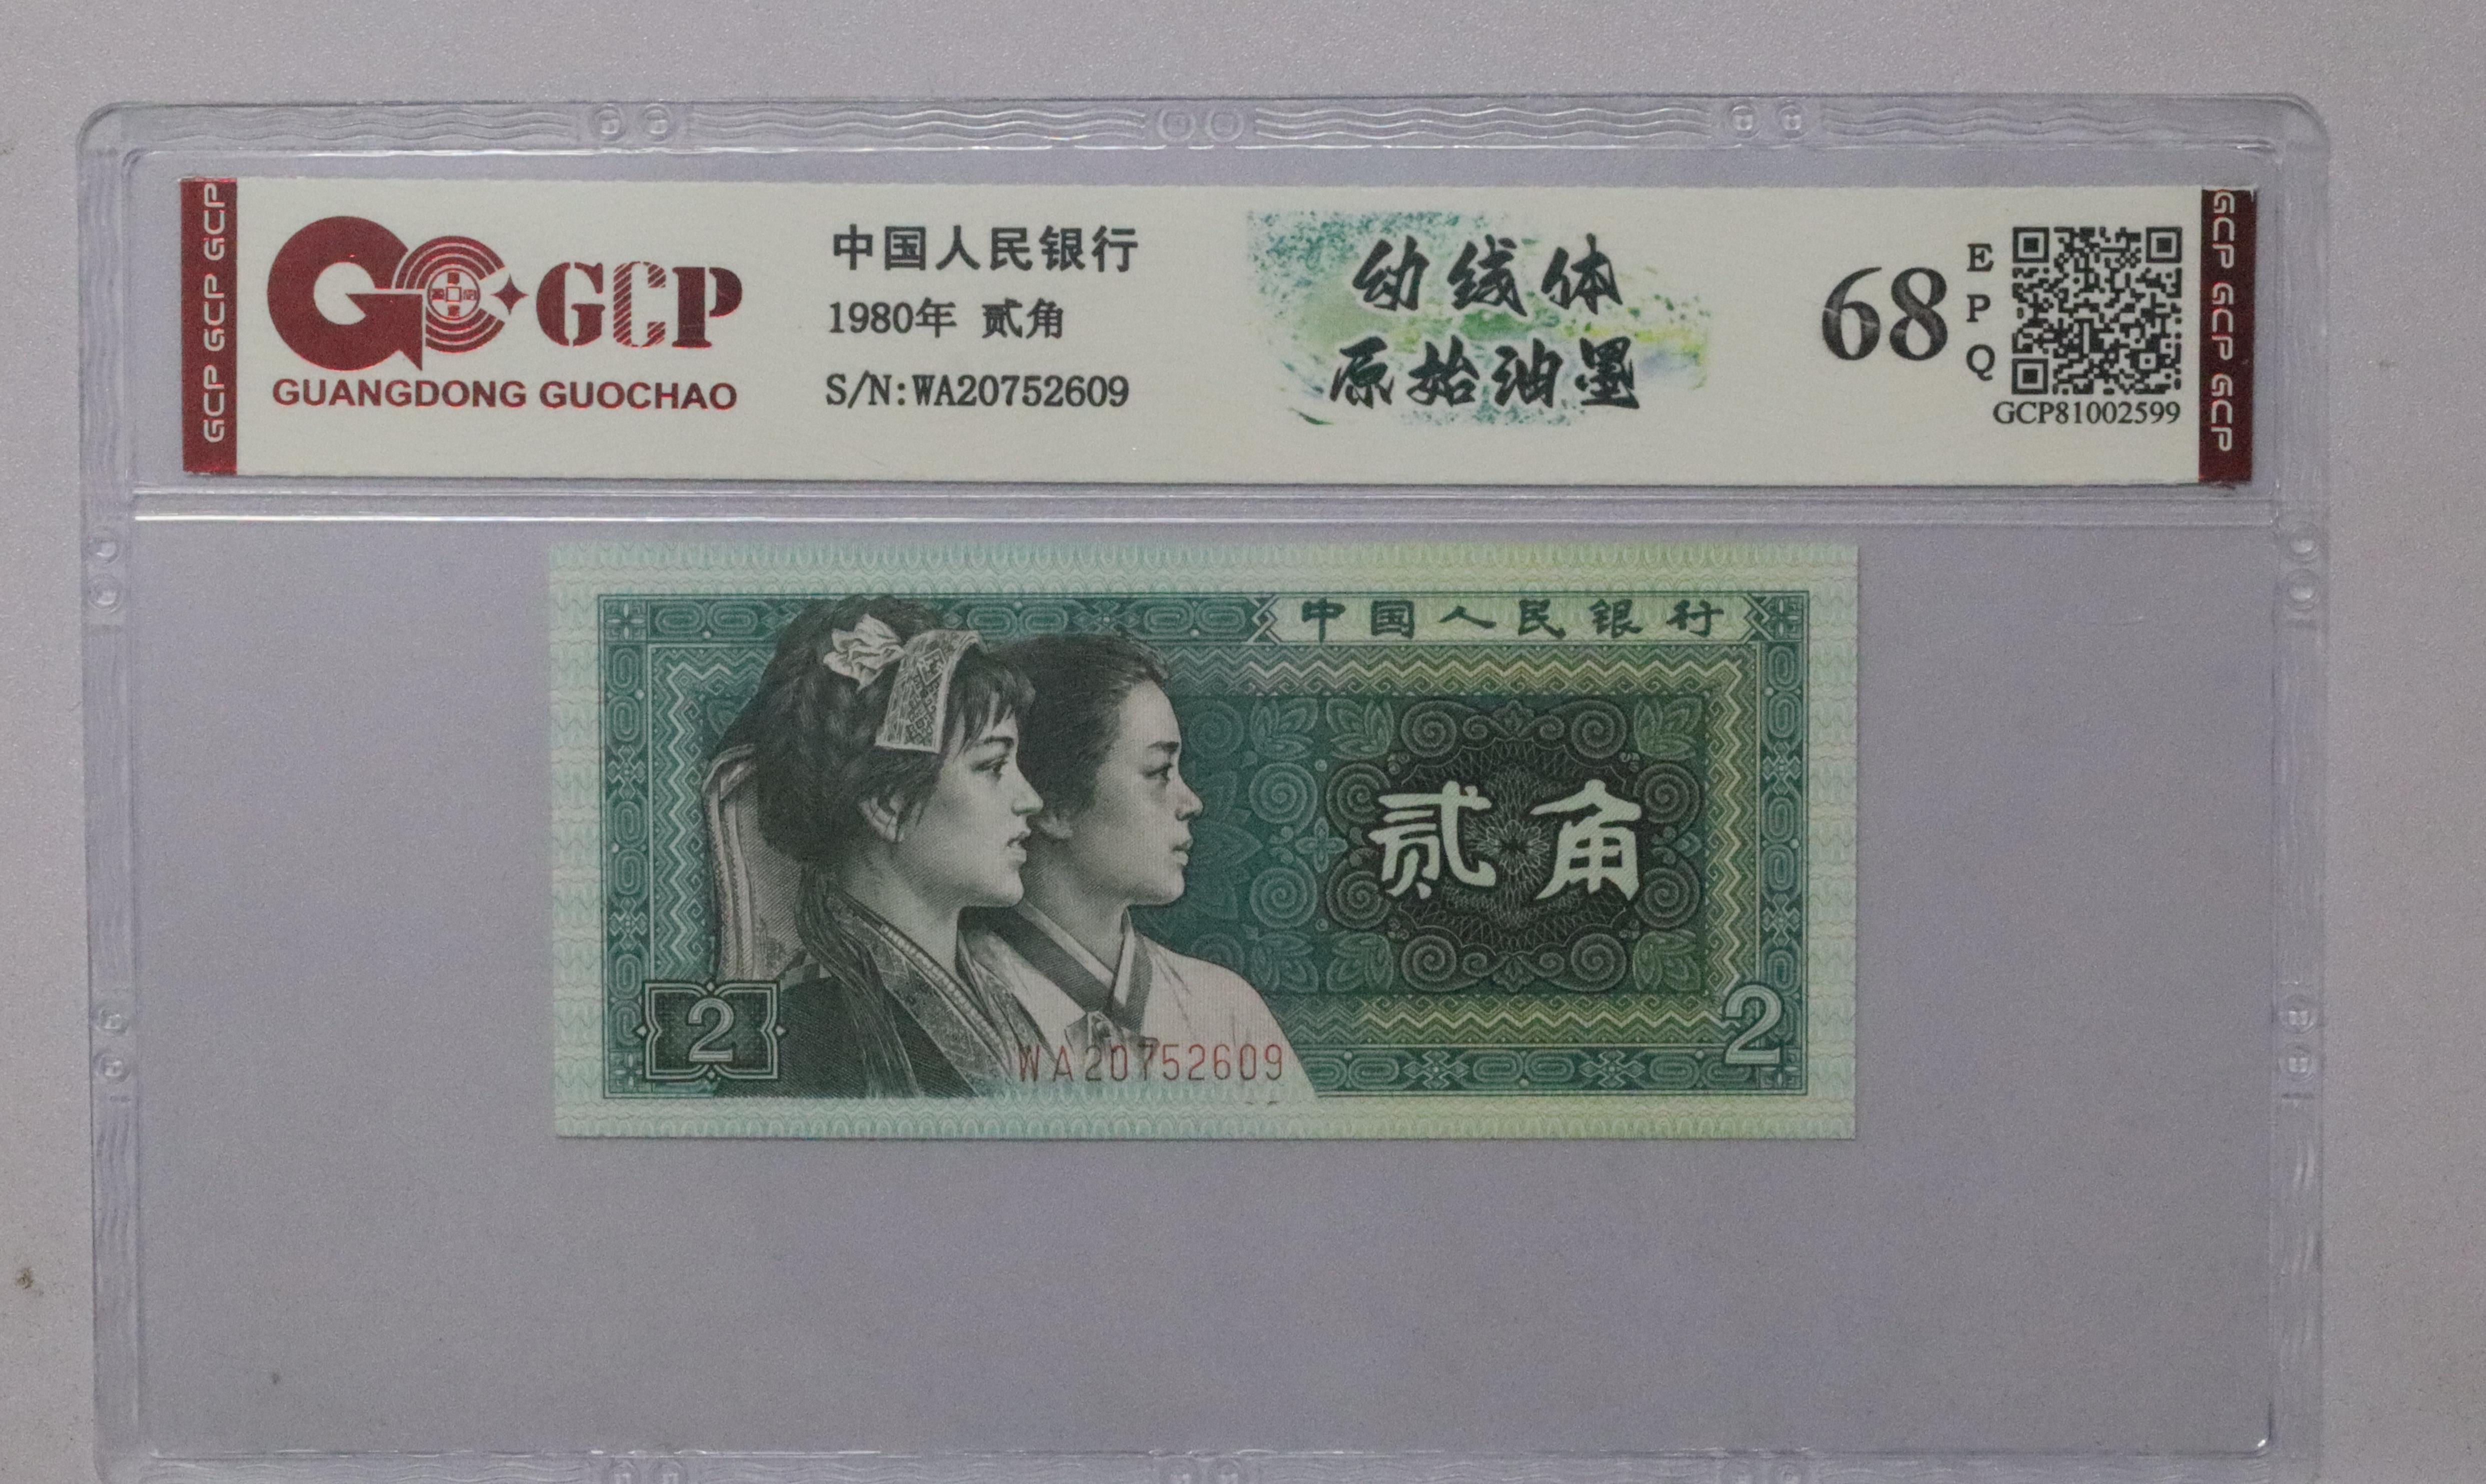 GCP GCP GCP
GCP
GUANGDONG GUOCHAO
中国人民银行
1980年 贰角
S/N:WA20752609
幼线体
原始油墨
68
EPQ
GCP81002599
GCP GCP GCP
中国人民银行
贰角
2
WA20752609
2